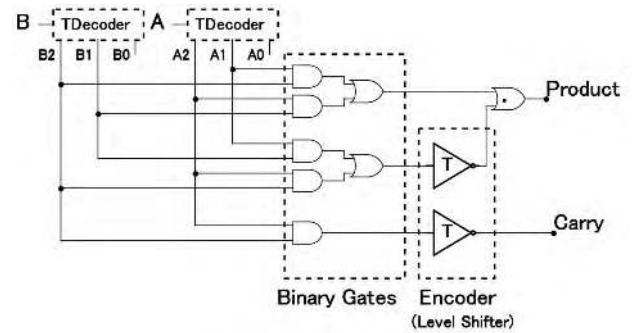 B TDecoder A TDecoder
B2 B1 B0 A2 A1 A0
Product
T
T
Carry
Binary Gates Encoder
(Level Shifter)